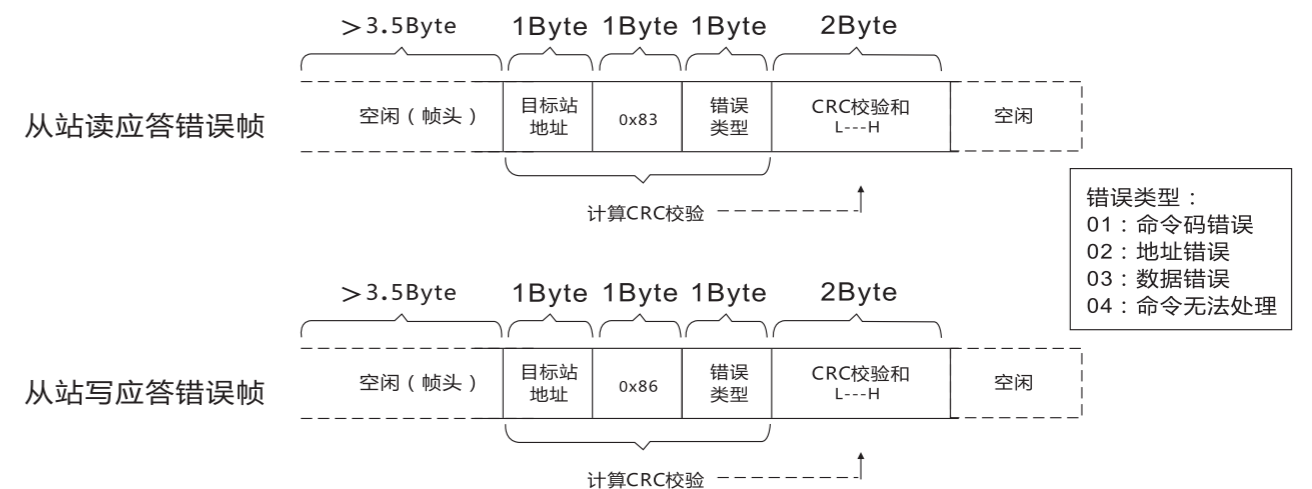 >3.5Byte 1Byte 1Byte 1Byte 2Byte
从站读应答错误帧
空闲（帧头）
目标站
地址
0x83
错误
类型
CRC校验和
L---H
空闲
计算CRC校验
错误类型：
01：命令码错误
02：地址错误
03：数据错误
04：命令无法处理
>3.5Byte 1Byte 1Byte 1Byte 2Byte
从站写应答错误帧
空闲（帧头）
目标站
地址
0x86
错误
类型
CRC校验和
L---H
空闲
计算CRC校验